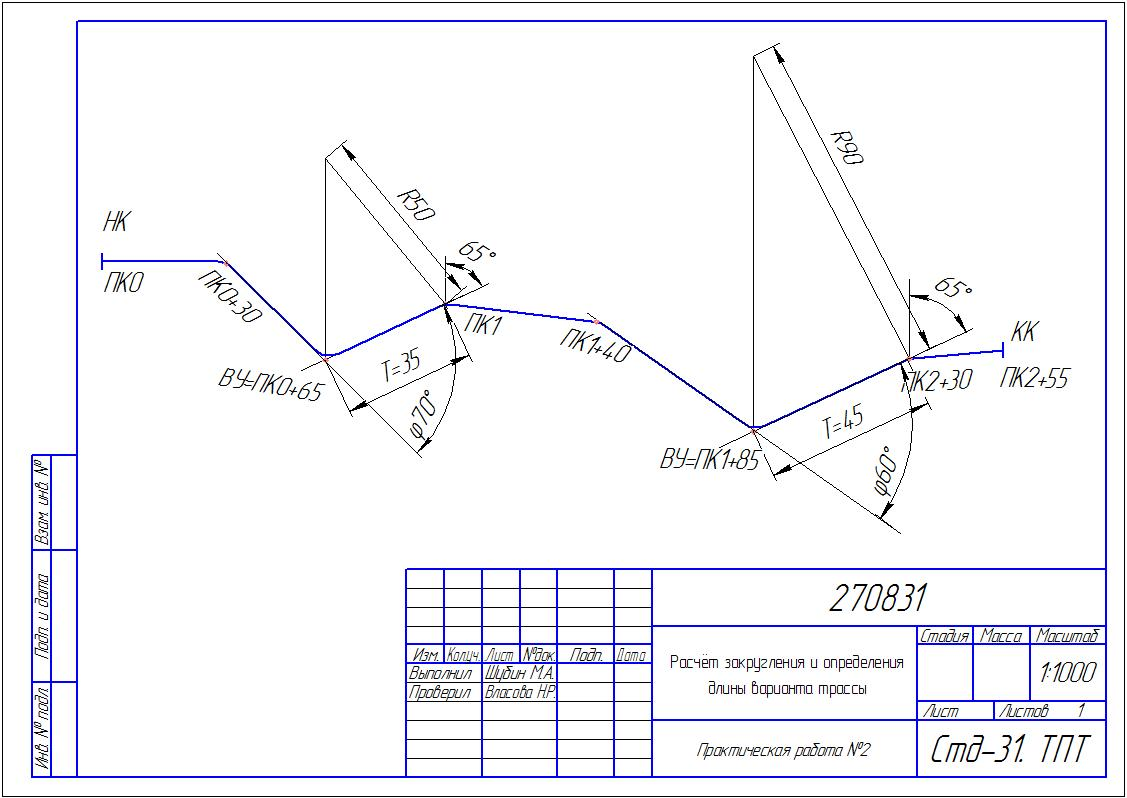 НК
ПК0
ПК0+30
R50
65°
ПК1
ВУ=ПК0+65
Т=35
φ70°
ПК1+40
R90
65°
КК
ПК2+30
ПК2+55
ВУ=ПК1+85
Т=45
φ60°
Взам. инв. №
Подп. и дата
Инв. № подл.
270831
Изм. Колуч. Лист №док. Подп. Дата
Выполнил Шубин М.А.
Проверил Власова Н.Р.
Расчёт закругления и определения
длины варианта трассы
Стадия Масса Масштаб
1:1000
Лист Листов 1
Практическая работа №2
Стд-31. ТПТ